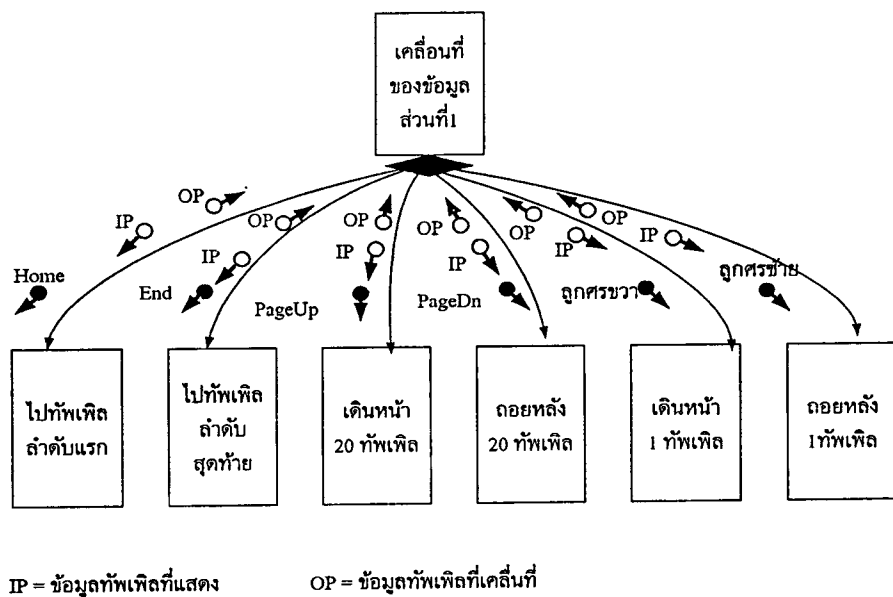 เคลื่อนที่
ของข้อมูล
ส่วนที่1
OP
IP
Home
OP
IP
End
OP
IP
PageUp
OP
IP
PageDn
OP
IP
ลูกศรขวา
OP
IP
ลูกศรซ้าย
ไปทัพเพิล
ลำดับแรก
ไปทัพเพิล
ลำดับ
สุดท้าย
เดินหน้า
20 ทัพเพิล
ถอยหลัง
20 ทัพเพิล
เดินหน้า
1 ทัพเพิล
ถอยหลัง
1ทัพเพิล
IP = ข้อมูลทัพเพิลที่แสดง
OP = ข้อมูลทัพเพิลที่เคลื่อนที่